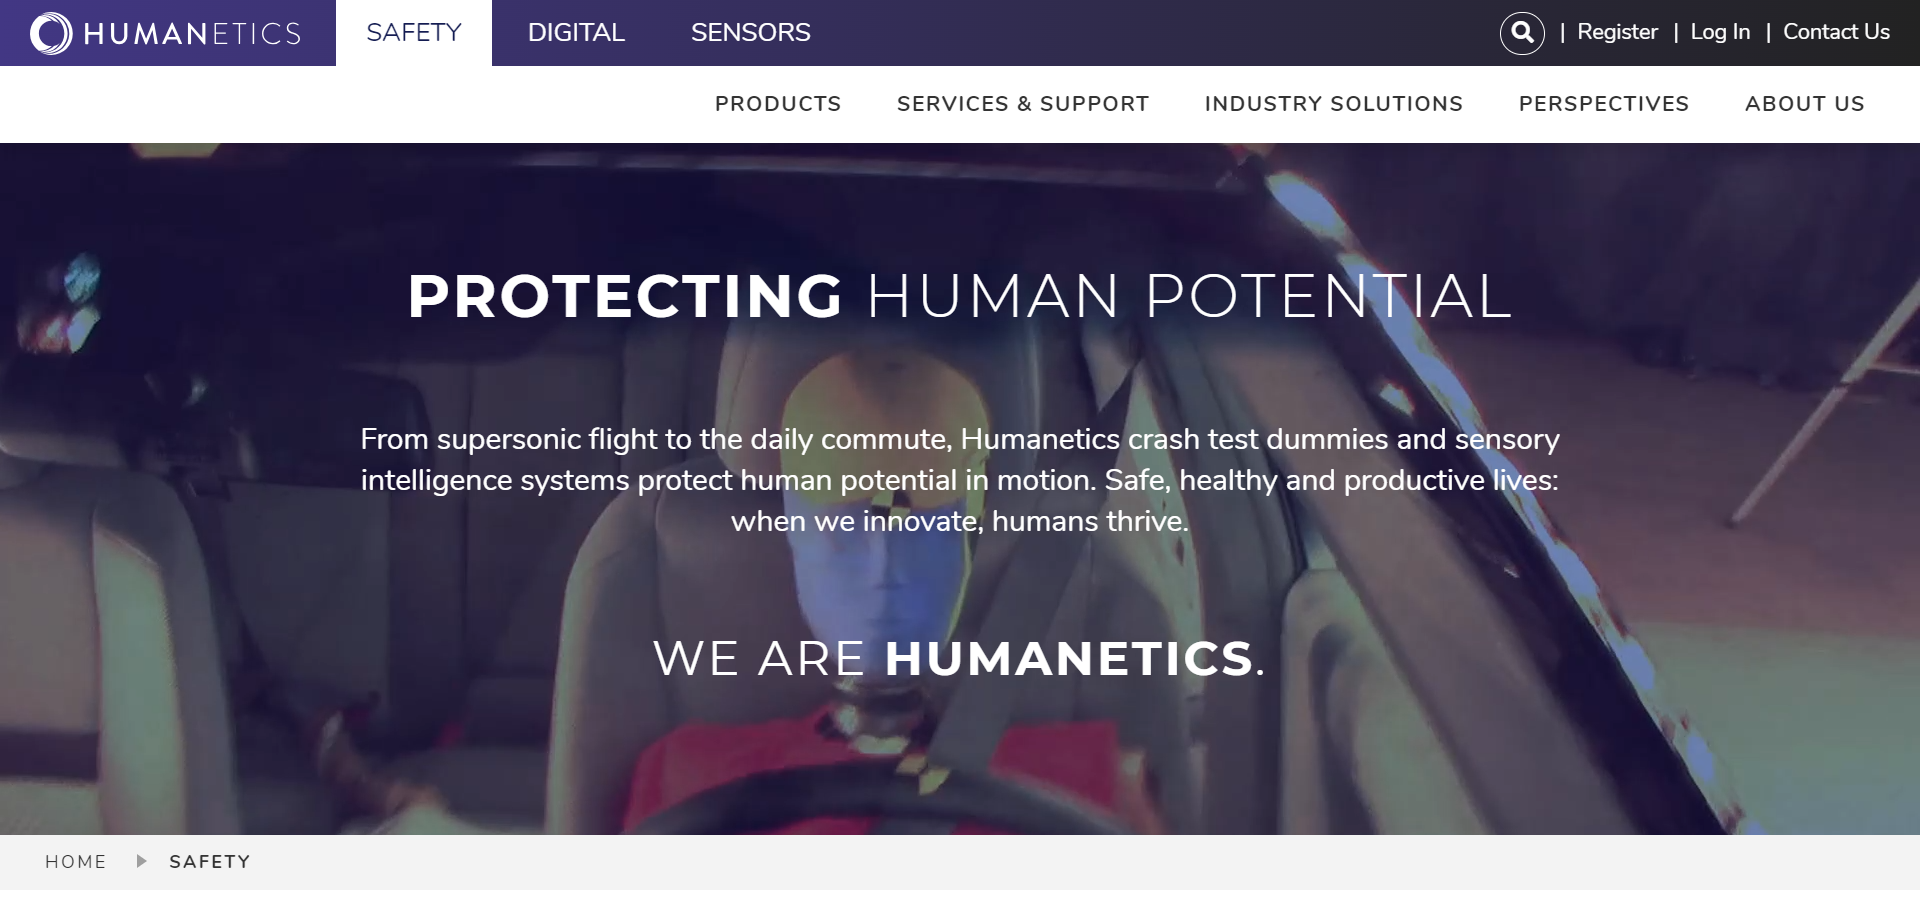 HUMANETICS
SAFETY
DIGITAL
SENSORS
| Register | Log In | Contact Us
PRODUCTS
SERVICES & SUPPORT
INDUSTRY SOLUTIONS
PERSPECTIVES
ABOUT US
PROTECTING HUMAN POTENTIAL
From supersonic flight to the daily commute, Humanetics crash test dummies and sensory
intelligence systems protect human potential in motion. Safe, healthy and productive lives:
when we innovate, humans thrive.
WE ARE HUMANETICS.
HOME
SAFETY